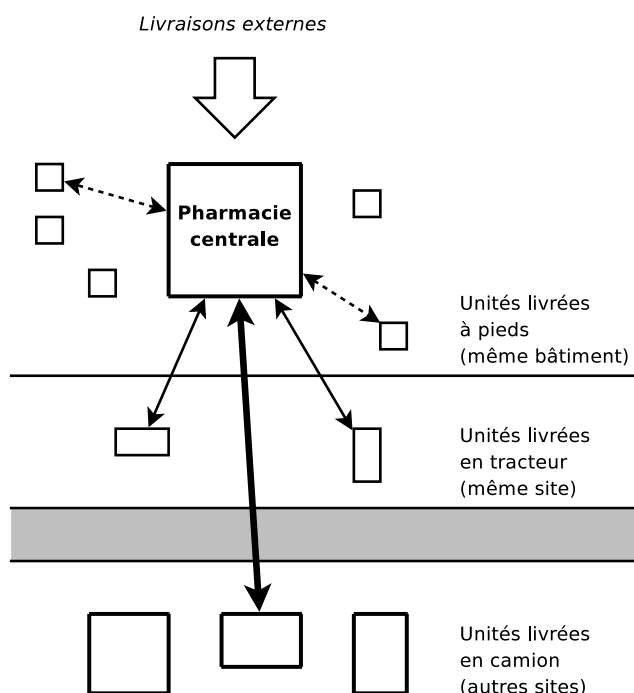 Livraisons externes
Pharmacie
centrale
Unités livrées
à pieds
(même bâtiment)
Unités livrées
en tracteur
(même site)
Unités livrées
en camion
(autres sites)